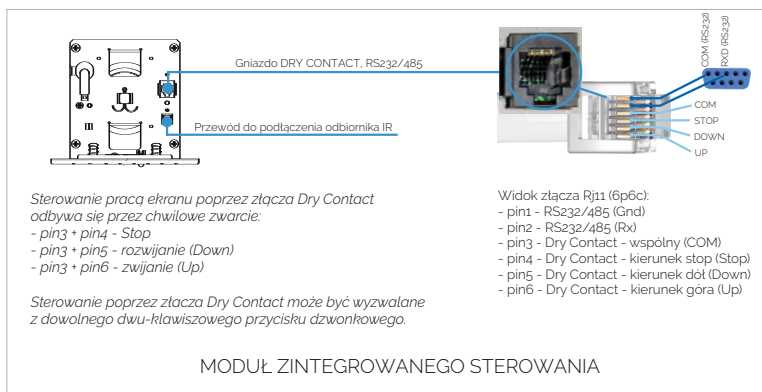 Gniazdo DRY CONTACT, RS232/485
Przewód do podłączenia odbiornika IR
COM (RS232)
RXD (RS232)
COM
STOP
DOWN
UP
Sterowanie pracą ekranu poprzez złącza Dry Contact
odbywa się przez chwilowe zwarcie:
- pin3 + pin4 - Stop
- pin3 + pin5 - rozwijanie (Down)
- pin3 + pin6 - zwijanie (Up)
Sterowanie poprzez złacza Dry Contact może być wyzwalane
z dowolnego dwu-klawiszowego przycisku dzwonkowego.
Widok złącza Rj11 (6p6c):
- pin1 - RS232/485 (Gnd)
- pin2 - RS232/485 (Rx)
- pin3 - Dry Contact - wspólny (COM)
- pin4 - Dry Contact - kierunek stop (Stop)
- pin5 - Dry Contact - kierunek dół (Down)
- pin6 - Dry Contact - kierunek góra (Up)
MODUŁ ZINTEGROWANEGO STEROWANIA